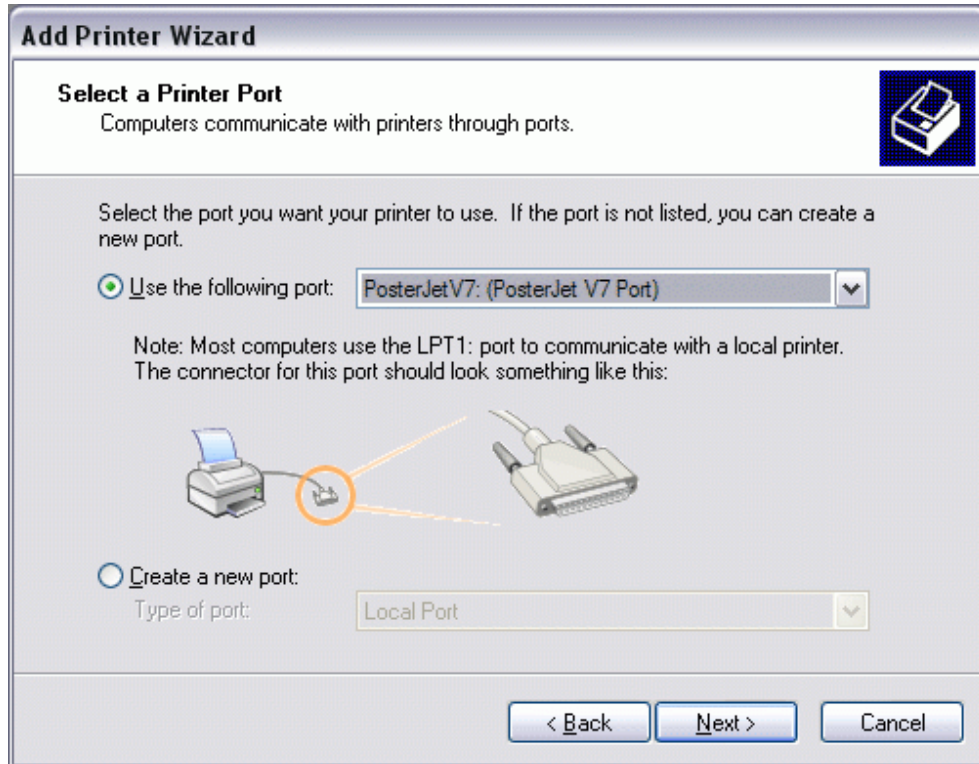 Add Printer Wizard
Select a Printer Port
Computers communicate with printers through ports.
Select the port you want your printer to use. If the port is not listed, you can create a
new port.
Use the following port: PosterJetV7: (PosterJet V7 Port)
Note: Most computers use the LPT1: port to communicate with a local printer.
The connector for this port should look something like this:
Create a new port:
Type of port: Local Port
< Back Next > Cancel